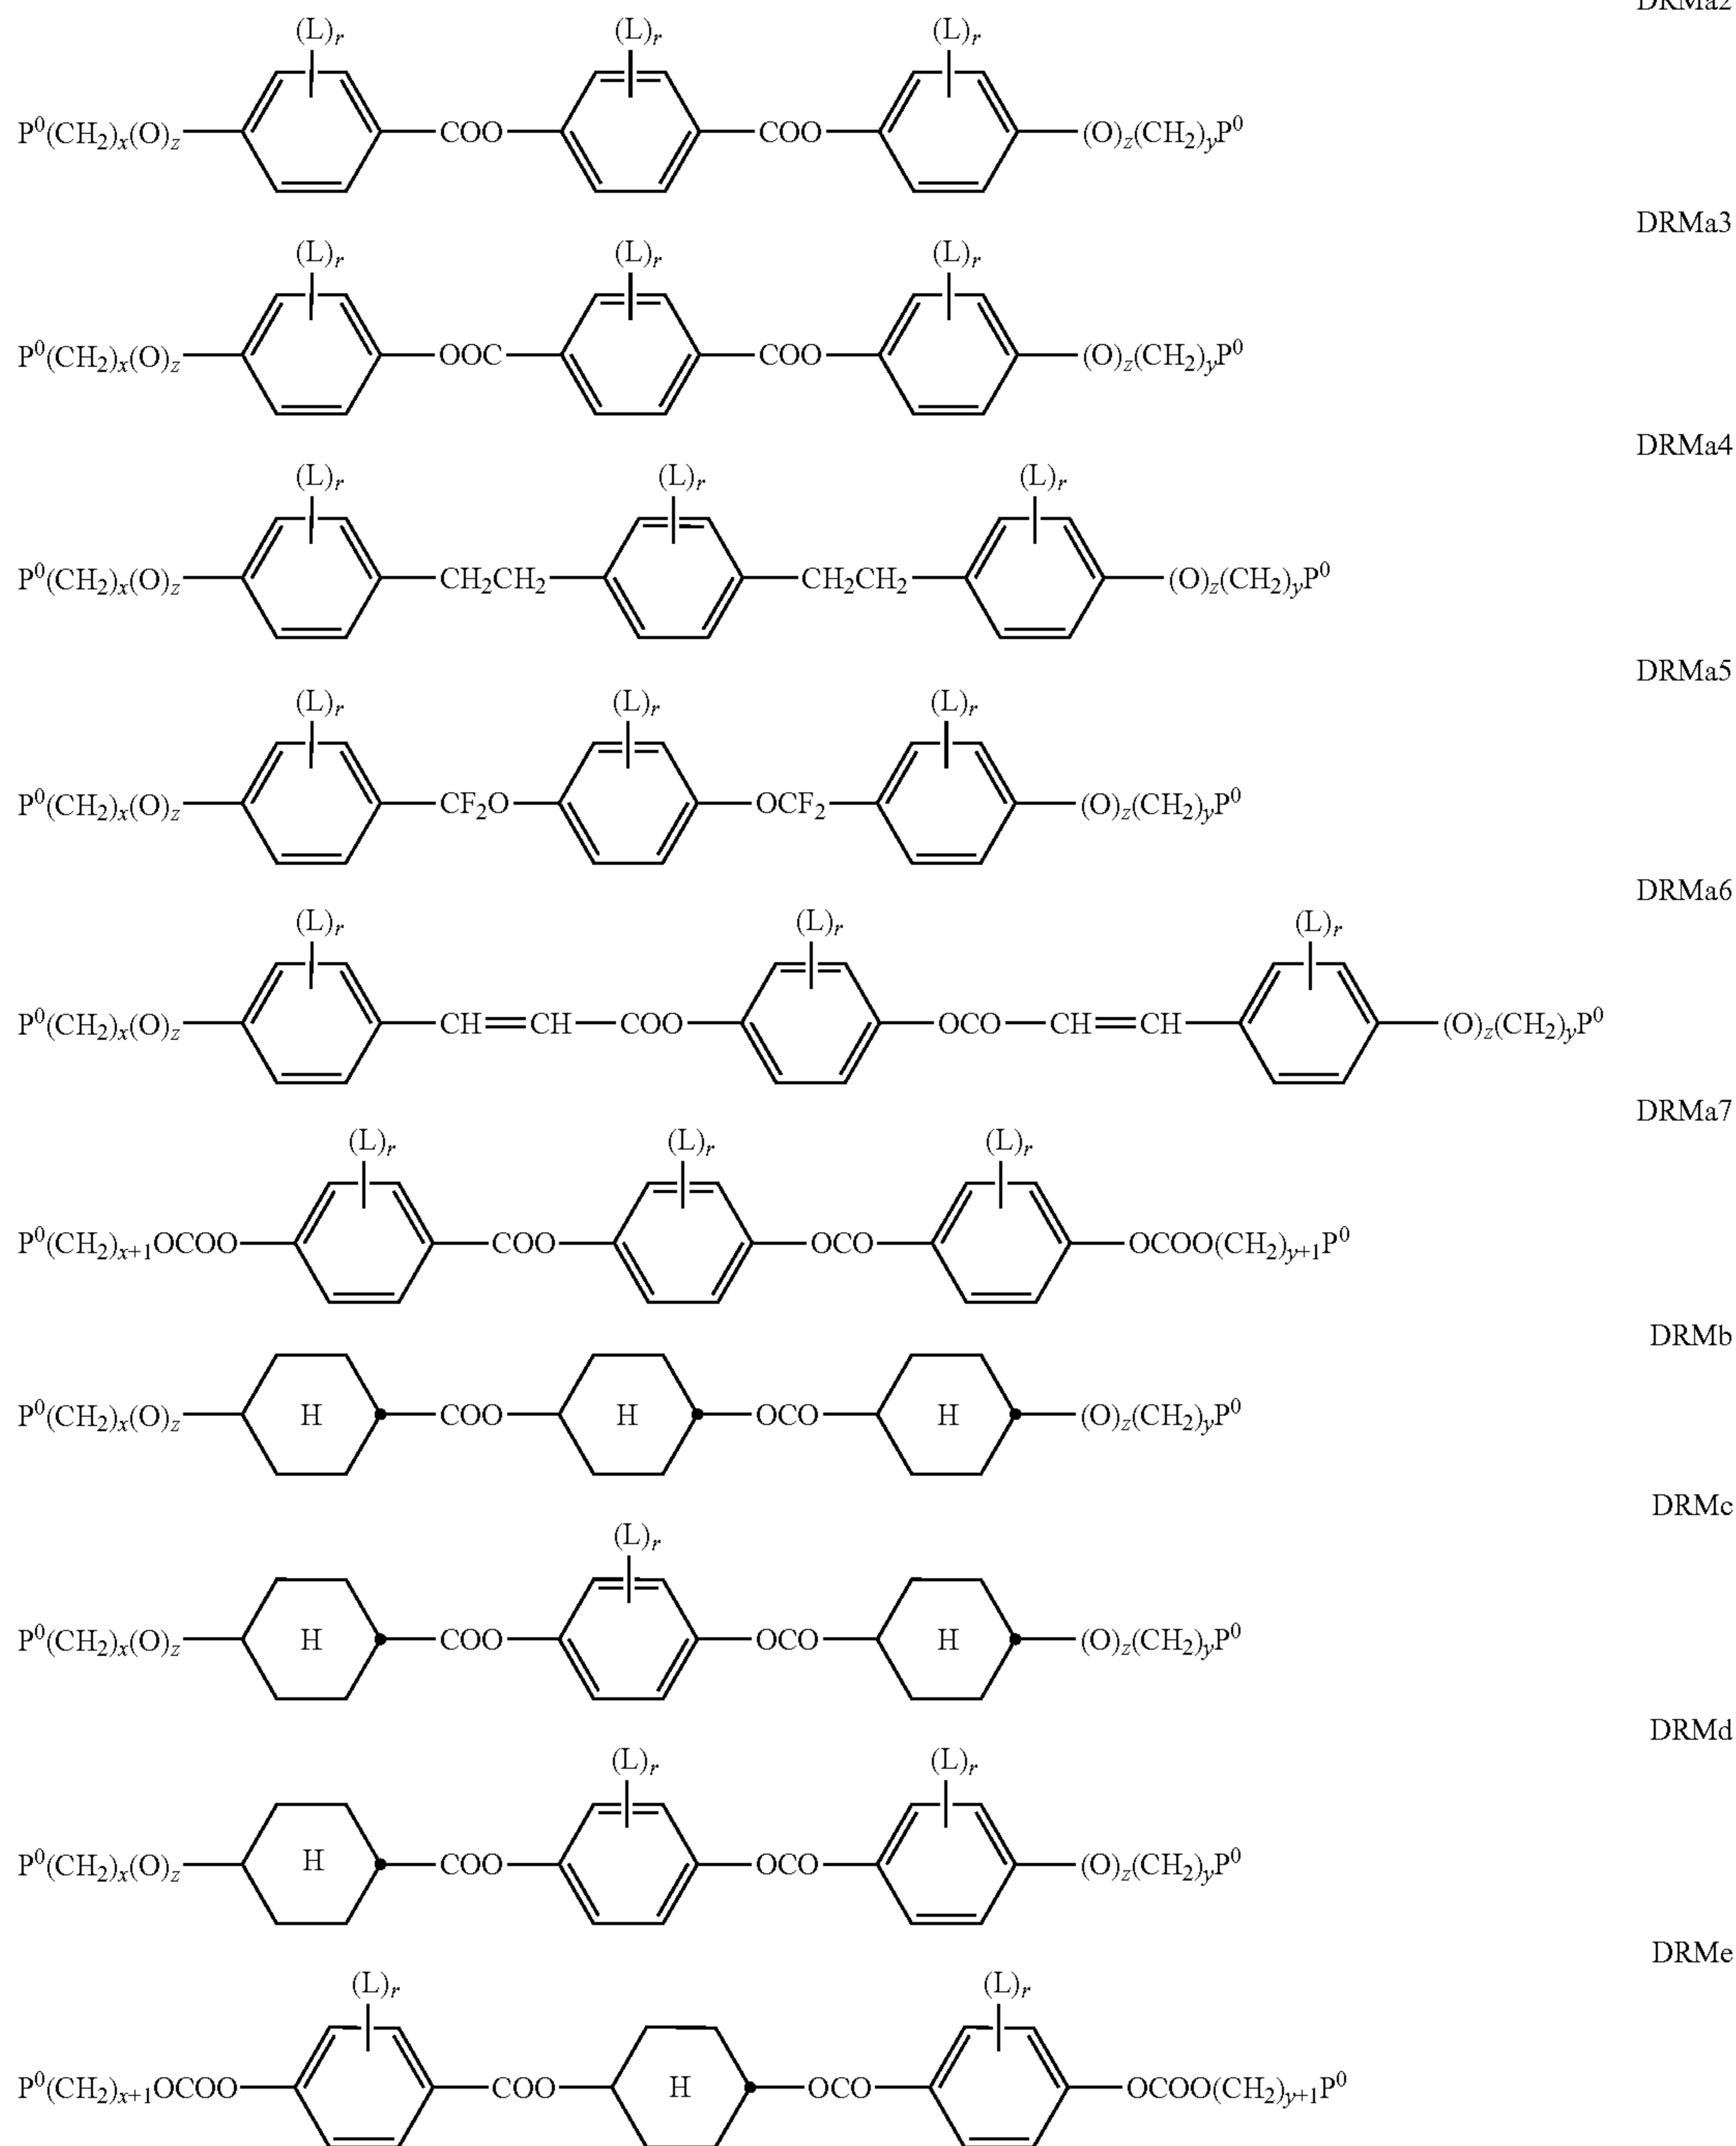 DRMa2
(L)r (L)r (L)r
P⁰(CH₂)x(O)z COO COO (O)z(CH₂)yP⁰
DRMa3
(L)r (L)r (L)r
P⁰(CH₂)x(O)z OOC COO (O)z(CH₂)yP⁰
DRMa4
(L)r (L)r (L)r
P⁰(CH₂)x(O)z CH₂CH₂ CH₂CH₂ (O)z(CH₂)yP⁰
DRMa5
(L)r (L)r (L)r
P⁰(CH₂)x(O)z CF₂O OCF₂ (O)z(CH₂)yP⁰
DRMa6
(L)r (L)r (L)r
P⁰(CH₂)x(O)z CH CH COO OCO CH CH (O)z(CH₂)yP⁰
DRMa7
(L)r (L)r (L)r
P⁰(CH₂)x+1OCOO COO OCO OCOO(CH₂)y+1P⁰
DRMb
P⁰(CH₂)x(O)z H COO H OCO H (O)z(CH₂)yP⁰
DRMc
(L)r
P⁰(CH₂)x(O)z H COO OCO H (O)z(CH₂)yP⁰
DRMd
(L)r (L)r
P⁰(CH₂)x(O)z H COO OCO (O)z(CH₂)yP⁰
DRMe
(L)r (L)r
P⁰(CH₂)x+1OCOO COO H OCO OCOO(CH₂)y+1P⁰